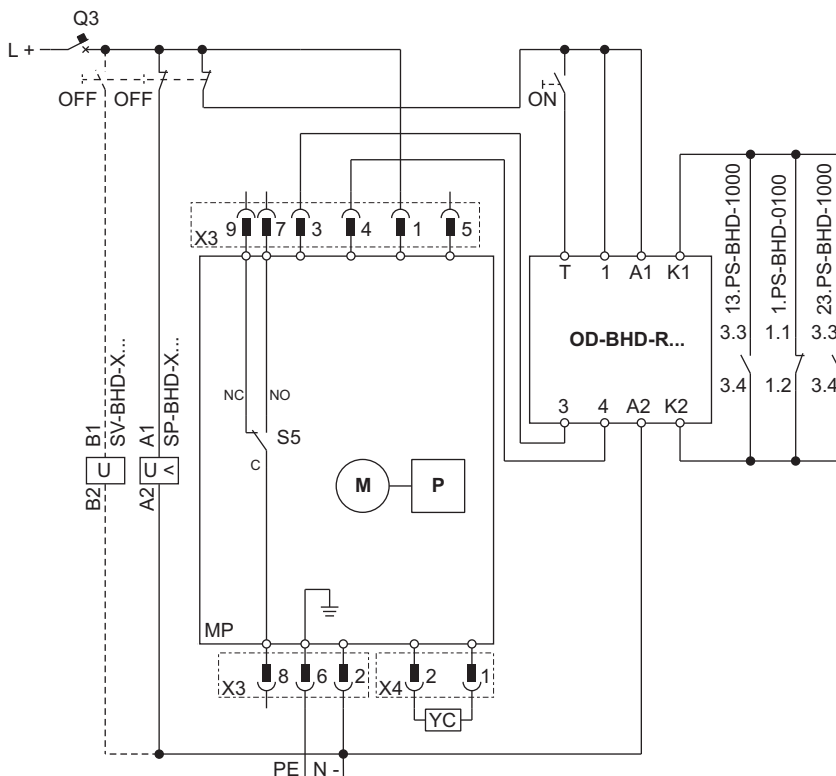 Q3
L +
OFF
OFF
ON
X3
9
7
3
4
1
5
T
1
A1
K1
OD-BHD-R...
3
4
A2
K2
13.PS-BHD-1000
1.PS-BHD-0100
23.PS-BHD-1000
3.3
1.1
3.3
3.4
1.2
3.4
NC
NO
S5
C
M
P
B1
SV-BHD-X...
A1
SP-BHD-X...
U
U <
B2
A2
MP
X3
8
6
2
X4
2
1
YC
PE
N -